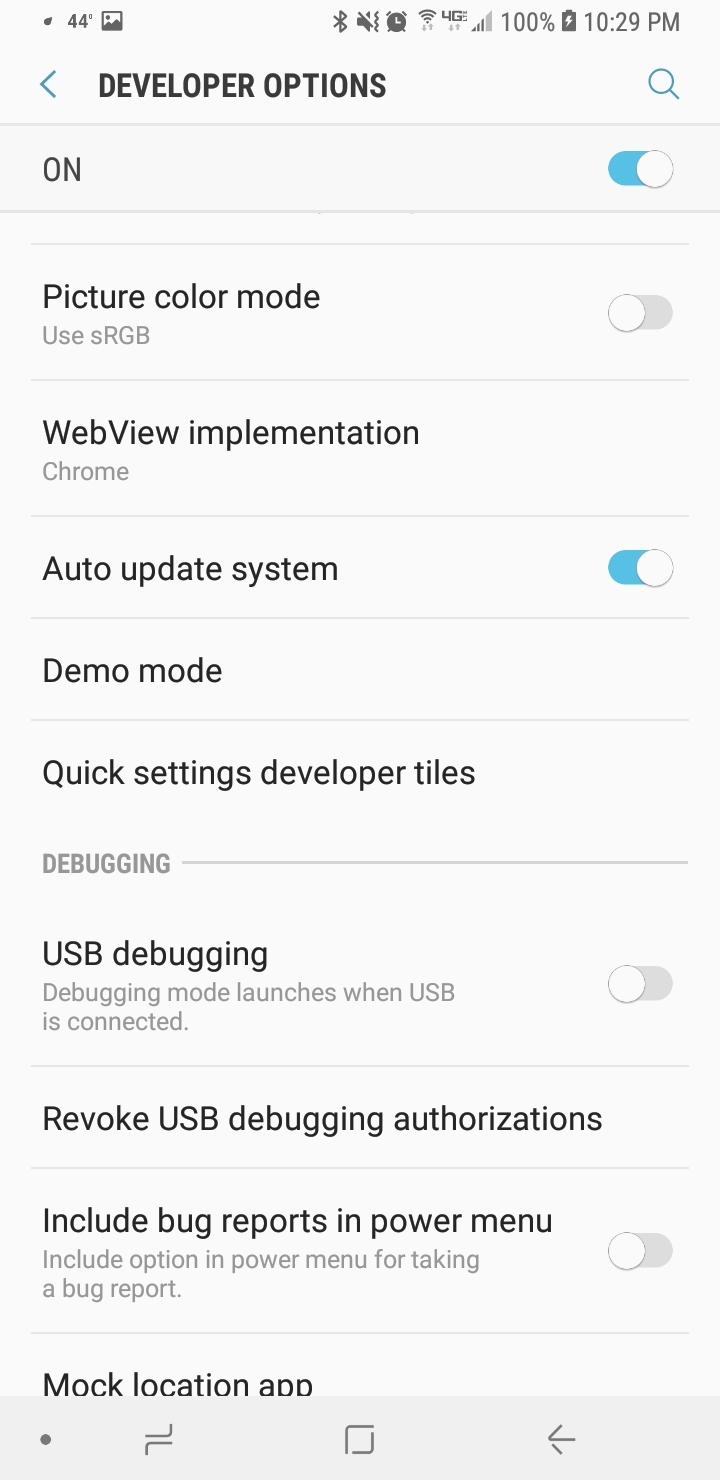 44° 4G 100% 10:29 PM
DEVELOPER OPTIONS
ON
Picture color mode
Use sRGB
WebView implementation
Chrome
Auto update system
Demo mode
Quick settings developer tiles
DEBUGGING
USB debugging
Debugging mode launches when USB
is connected.
Revoke USB debugging authorizations
Include bug reports in power menu
Include option in power menu for taking
a bug report.
Mock location app